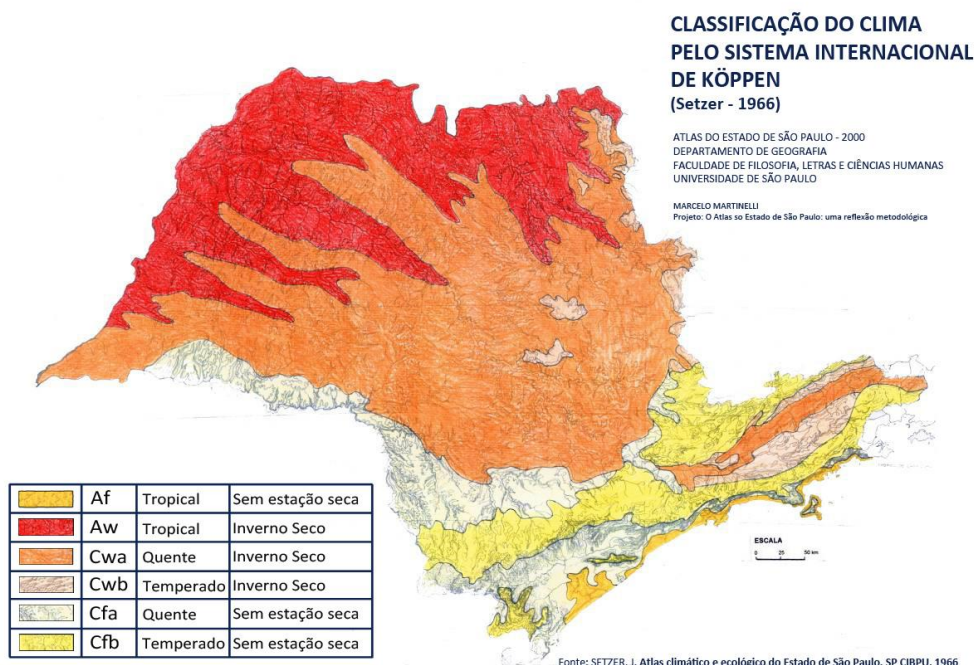 CLASSIFICAÇÃO DO CLIMA
PELO SISTEMA INTERNACIONAL
DE KÖPPEN
(Setzer - 1966)
ATLAS DO ESTADO DE SÃO PAULO - 2000
DEPARTAMENTO DE GEOGRAFIA
FACULDADE DE FILOSOFIA, LETRAS E CIÊNCIAS HUMANAS
UNIVERSIDADE DE SÃO PAULO
MARCELO MARTINELLI
Projeto: O Atlas so Estado de São Paulo: uma reflexão metodológica
Af Tropical Sem estação seca
Aw Tropical Inverno Seco
Cwa Quente Inverno Seco
Cwb Temperado Inverno Seco
Cfa Quente Sem estação seca
Cfb Temperado Sem estação seca
ESCALA
0 25 50 km
Fonte: SETZER, J. Atlas climático e ecológico do Estado de São Paulo. SP CIBPU, 1966